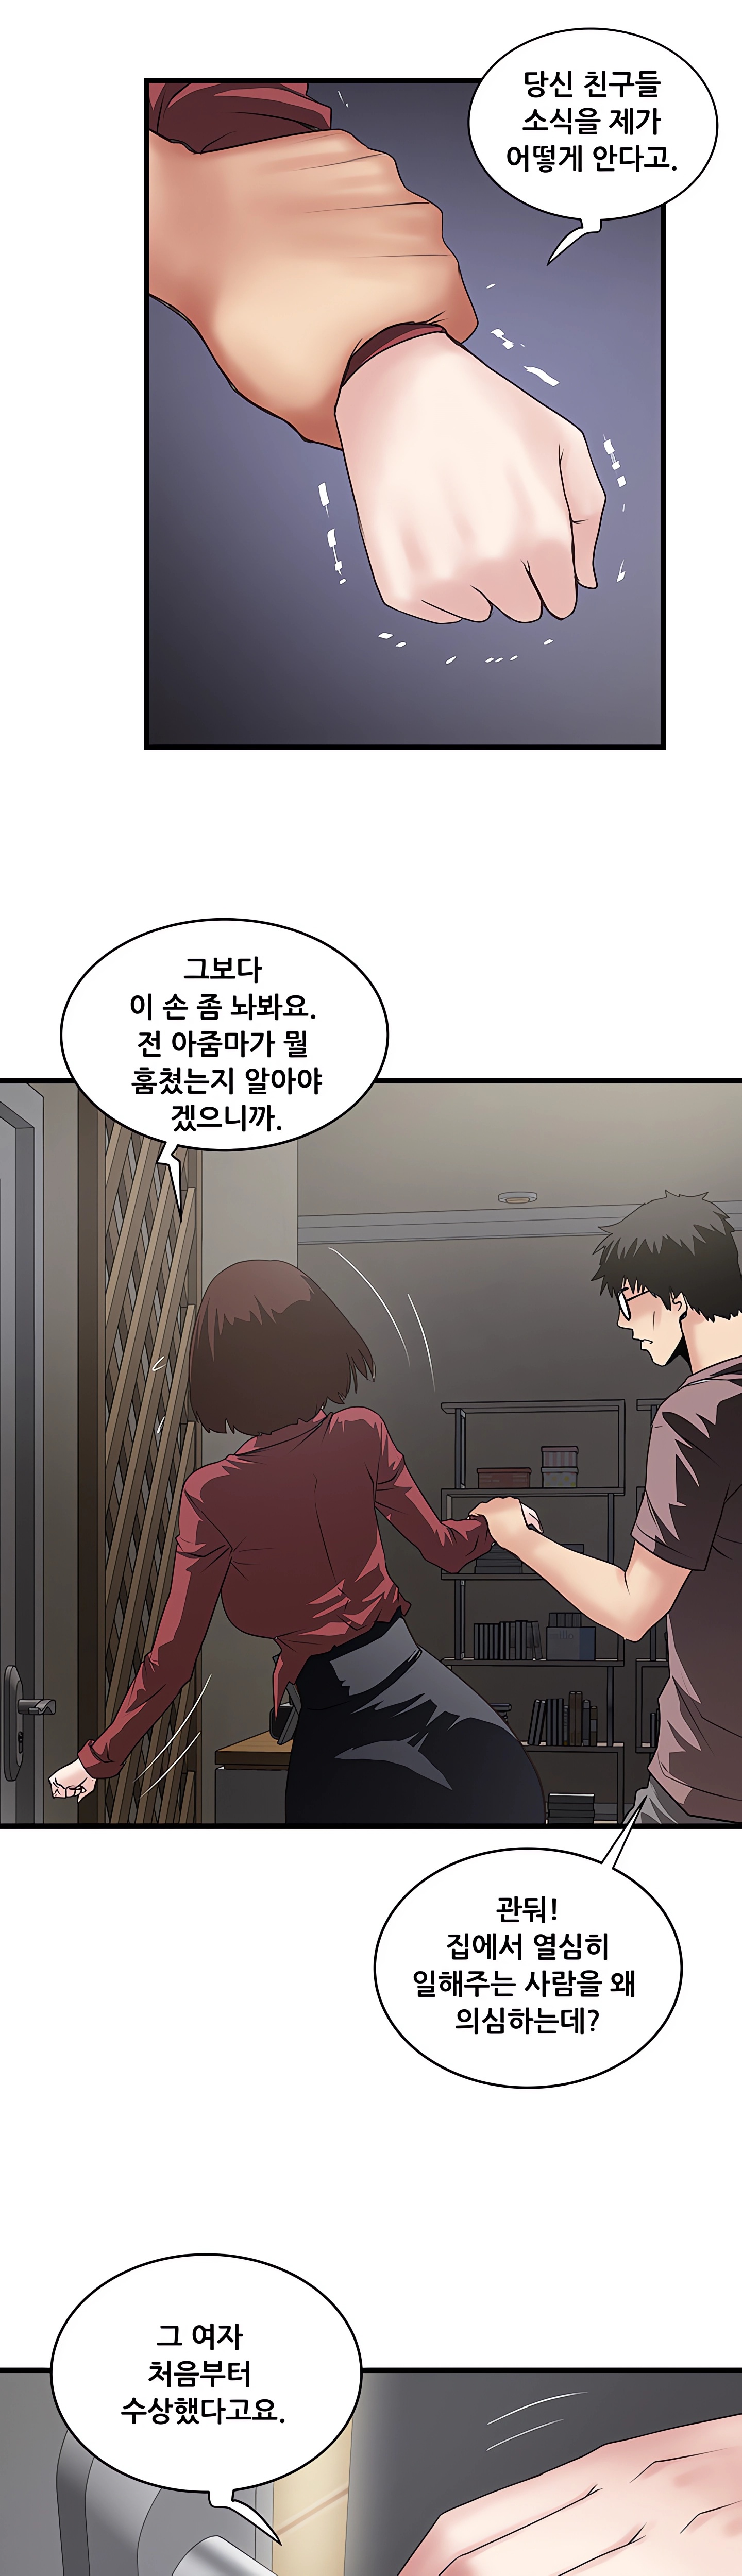 당신 친구들
소식을 제가
어떻게 안다고.
그보다
이 손 좀 놔봐요.
전 아줌마가 뭘
훔쳤는지 알아야
겠으니까.
hello
관둬!
집에서 열심히
일해주는 사람을 왜
의심하는데?
그 여자
처음부터
수상했다고요.